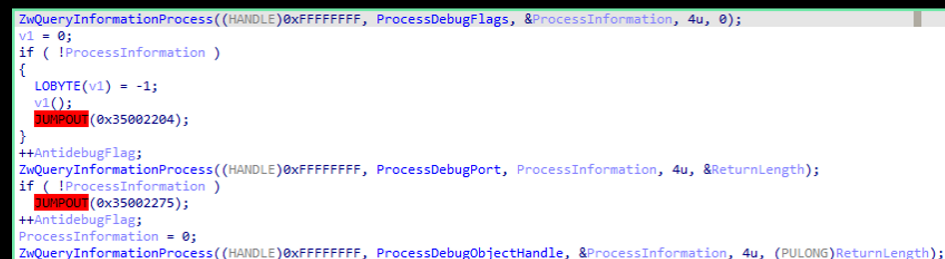 ZwQueryInformationProcess((HANDLE)0xFFFFFFFF, ProcessDebugFlags, &ProcessInformation, 4u, 0);
v1 = 0;
if ( !ProcessInformation )
{
LOBYTE(v1) = -1;
v1();
JUMPOUT(0x35002204);
}
++AntidebugFlag;
ZwQueryInformationProcess((HANDLE)0xFFFFFFFF, ProcessDebugPort, ProcessInformation, 4u, &ReturnLength);
if ( !ProcessInformation )
JUMPOUT(0x35002275);
++AntidebugFlag;
ProcessInformation = 0;
ZwQueryInformationProcess((HANDLE)0xFFFFFFFF, ProcessDebugObjectHandle, &ProcessInformation, 4u, (PULONG)ReturnLength);